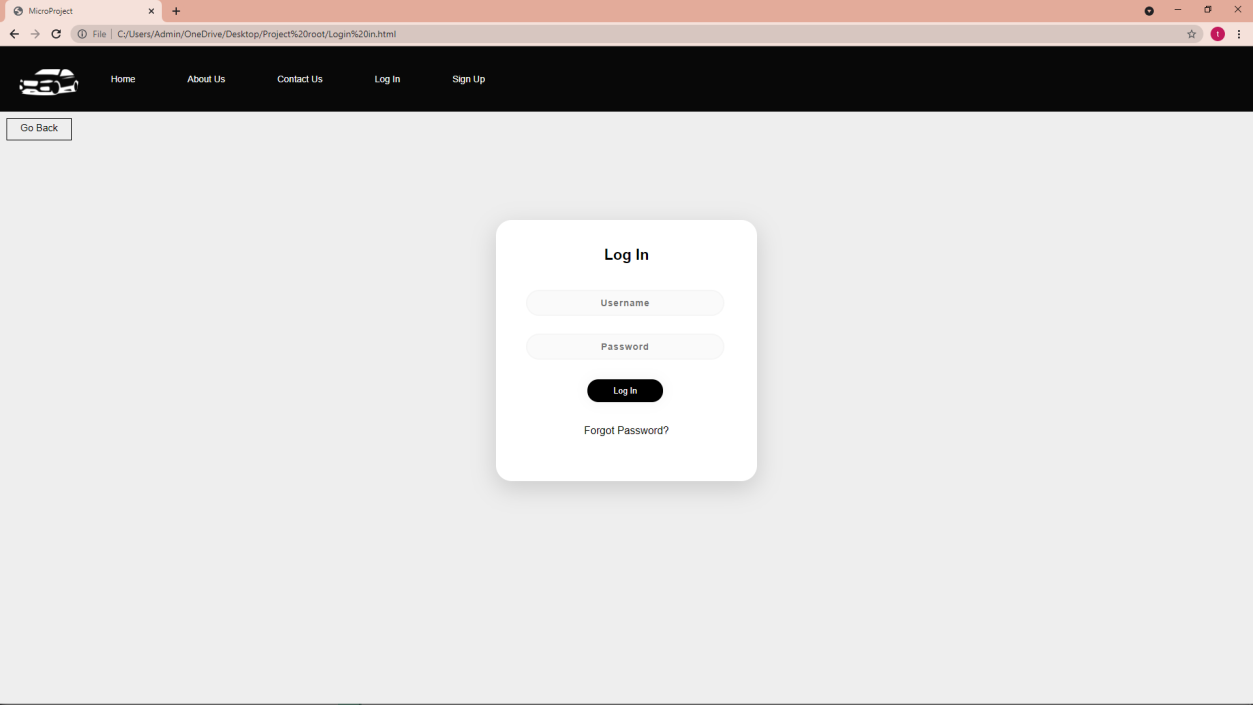 MicroProject
File C:/Users/Admin/OneDrive/Desktop/Project%20root/Login%20in.html
t
Home About Us Contact Us Log In Sign Up
Go Back
Log In
Username
Password
Log In
Forgot Password?